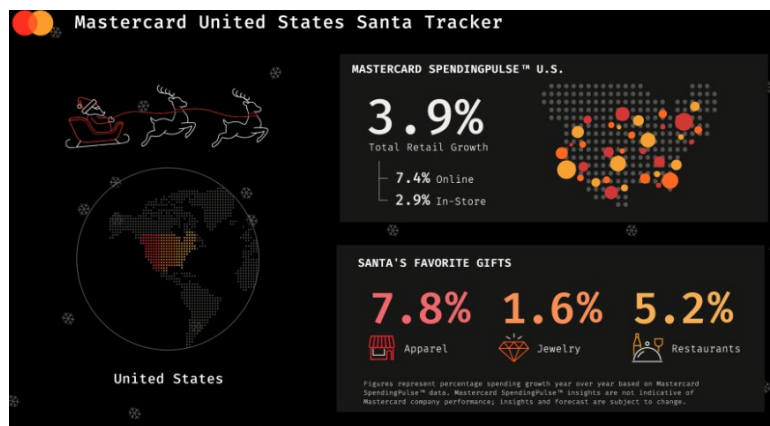 Mastercard United States Santa Tracker
MASTERCARD SPENDINGPULSE™ U.S.
3.9%
Total Retail Growth
7.4% Online
2.9% In-Store
United States
SANTA'S FAVORITE GIFTS
7.8% 1.6% 5.2%
Apparel Jewelry Restaurants
Figures represent percentage spending growth year over year based on Mastercard
SpendingPulse™ data. Mastercard SpendingPulse™ insights are not indicative of
Mastercard company performance; insights and forecast are subject to change.